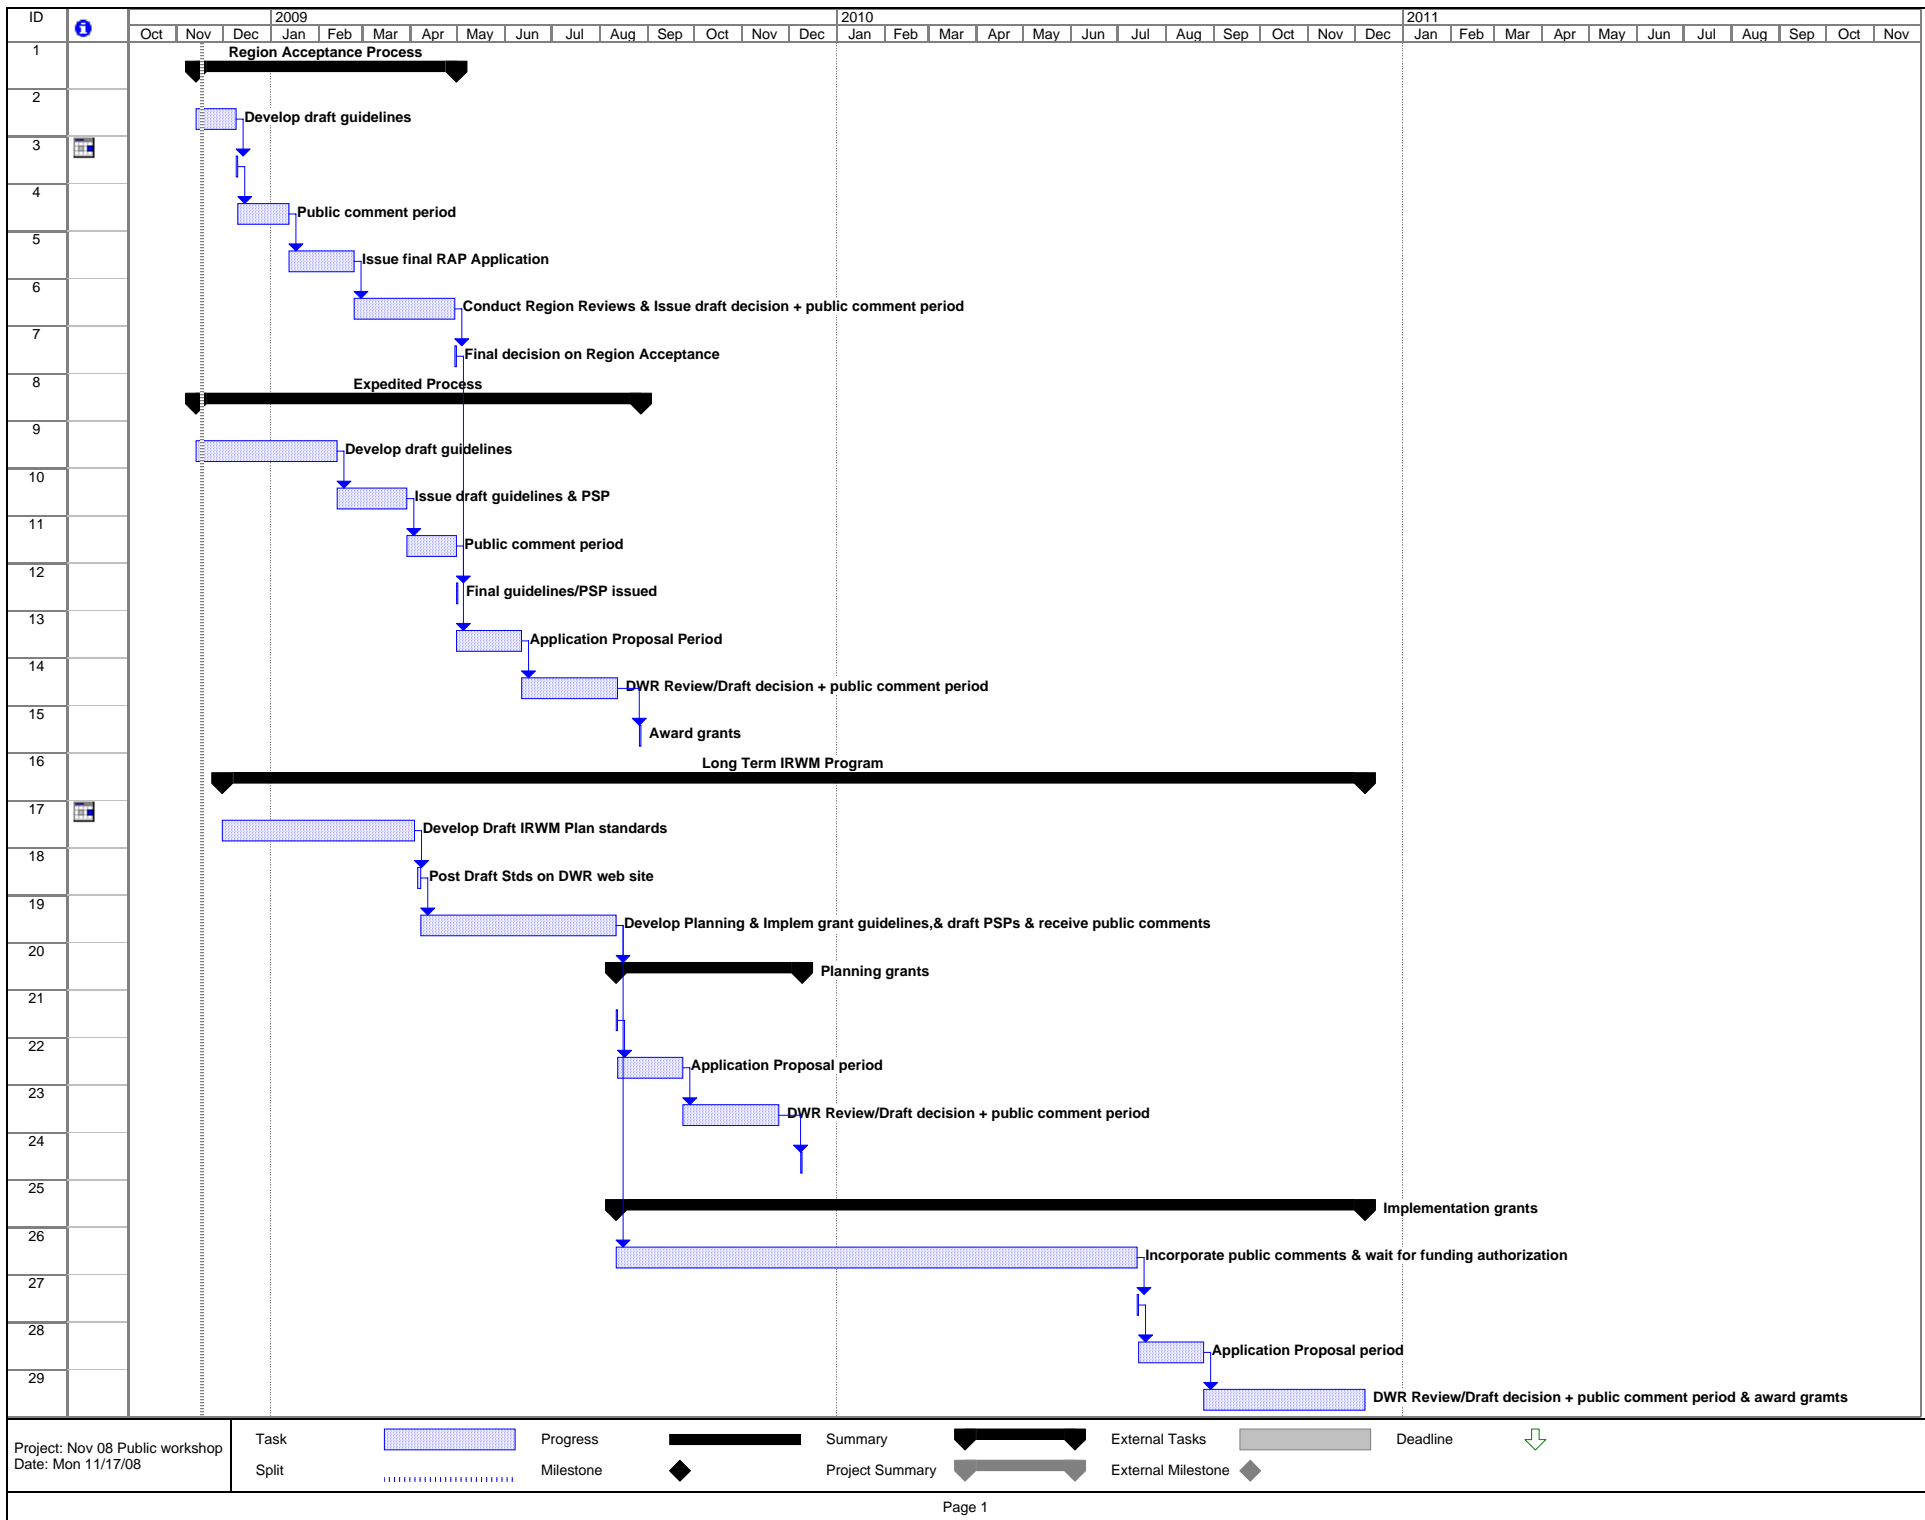 ID 2009 2010 2011
Oct Nov Dec Jan Feb Mar Apr May Jun Jul Aug Sep Oct Nov Dec Jan Feb Mar Apr May Jun Jul Aug Sep Oct Nov Dec Jan Feb Mar Apr May Jun Jul Aug Sep Oct Nov
1 Region Acceptance Process
2 Develop draft guidelines
3
4 Public comment period
5 Issue final RAP Application
6 Conduct Region Reviews & Issue draft decision + public comment period
7 Final decision on Region Acceptance
8 Expedited Process
9 Develop draft guidelines
10 Issue draft guidelines & PSP
11 Public comment period
12 Final guidelines/PSP issued
13 Application Proposal Period
14 DWR Review/Draft decision + public comment period
15 Award grants
16 Long Term IRWM Program
17 Develop Draft IRWM Plan standards
18 Post Draft Stds on DWR web site
19 Develop Planning & Implem grant guidelines,& draft PSPs & receive public comments
20 Planning grants
21
22 Application Proposal period
23 DWR Review/Draft decision + public comment period
24
25 Implementation grants
26 Incorporate public comments & wait for funding authorization
27
28 Application Proposal period
29 DWR Review/Draft decision + public comment period & award gramts
Project: Nov 08 Public workshop
Date: Mon 11/17/08
Task Progress Summary External Tasks Deadline
Split Milestone Project Summary External Milestone
Page 1